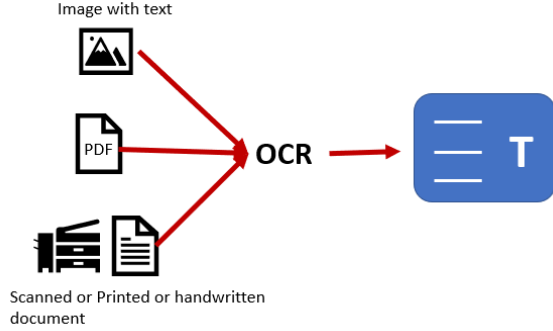 Image with text
PDF
OCR
T
Scanned or Printed or handwritten
document